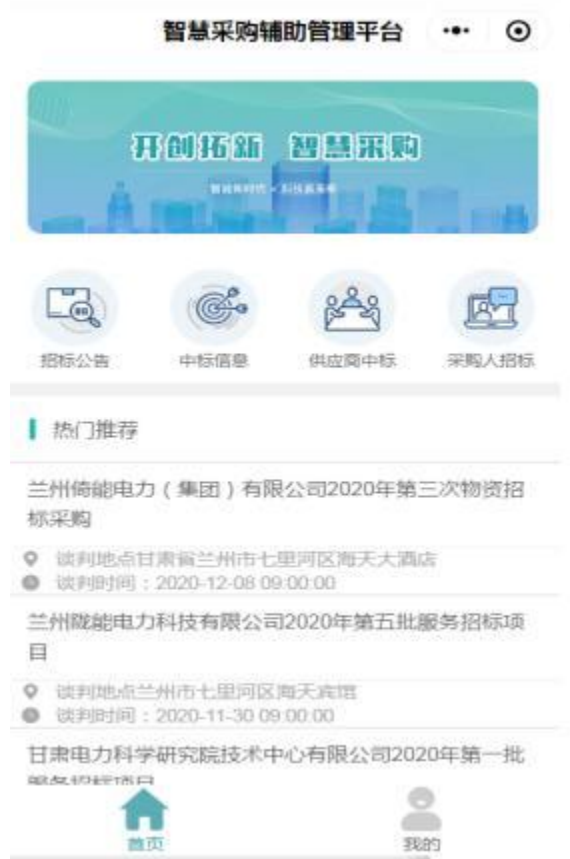 智慧采购辅助管理平台
开创拓新 智慧采购
招标公告 中标信息 供应商中标 采购人招标
热门推荐
兰州倚能电力（集团）有限公司2020年第三次物资招
标采购
谈判地点甘肃省兰州市七里河区海天大酒店
谈判时间：2020-12-08 09:00:00
兰州陇能电力科技有限公司2020年第五批服务招标项
目
谈判地点兰州市七里河区海天宾馆
谈判时间：2020-11-30 09:00:00
甘肃电力科学研究院技术中心有限公司2020年第一批
服务招标项目
首页 我的